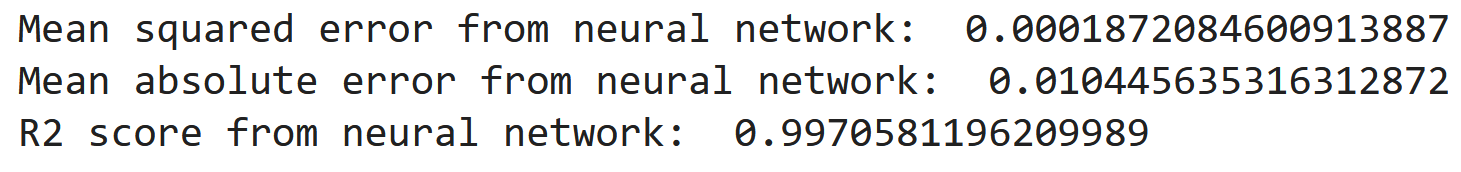 Mean squared error from neural network:  0.0001872084600913887
Mean absolute error from neural network:  0.010445635316312872
R2 score from neural network:  0.9970581196209989